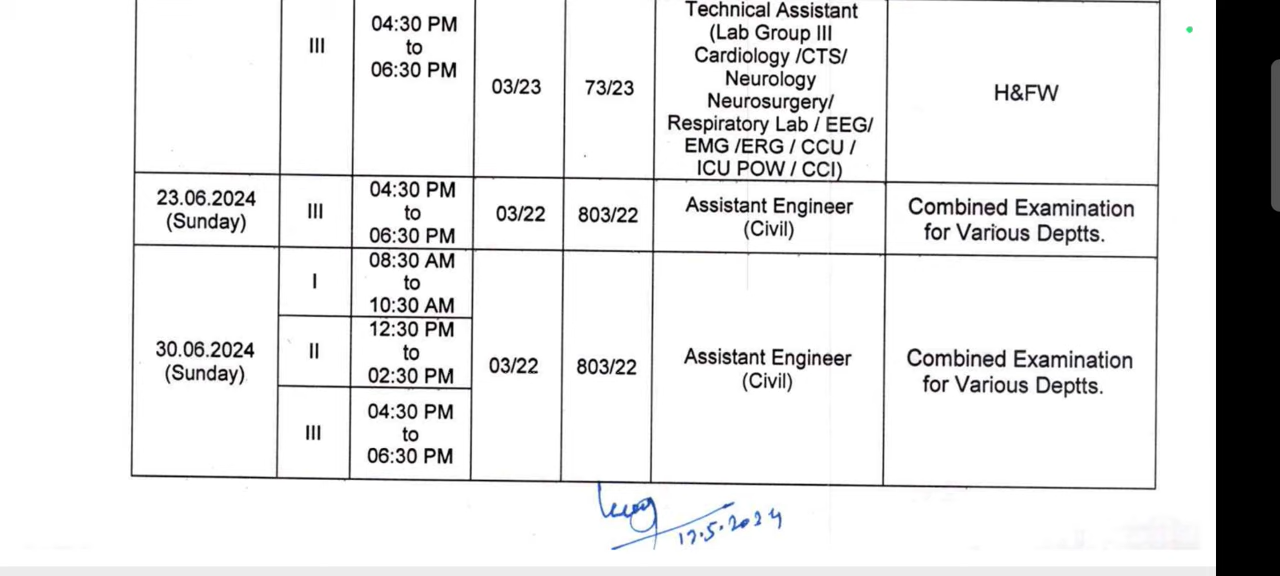 III
04:30 PM
to
06:30 PM
03/23
73/23
Technical Assistant
(Lab Group III
Cardiology /CTS/
Neurology
Neurosurgery/
Respiratory Lab / EEG/
EMG /ERG / CCU /
ICU POW / CCI)
H&FW
23.06.2024
(Sunday)
III
04:30 PM
to
06:30 PM
03/22
803/22
Assistant Engineer
(Civil)
Combined Examination
for Various Deptts.
30.06.2024
(Sunday)
I
08:30 AM
to
10:30 AM
II
12:30 PM
to
02:30 PM
III
04:30 PM
to
06:30 PM
03/22
803/22
Assistant Engineer
(Civil)
Combined Examination
for Various Deptts.
17.5.2024